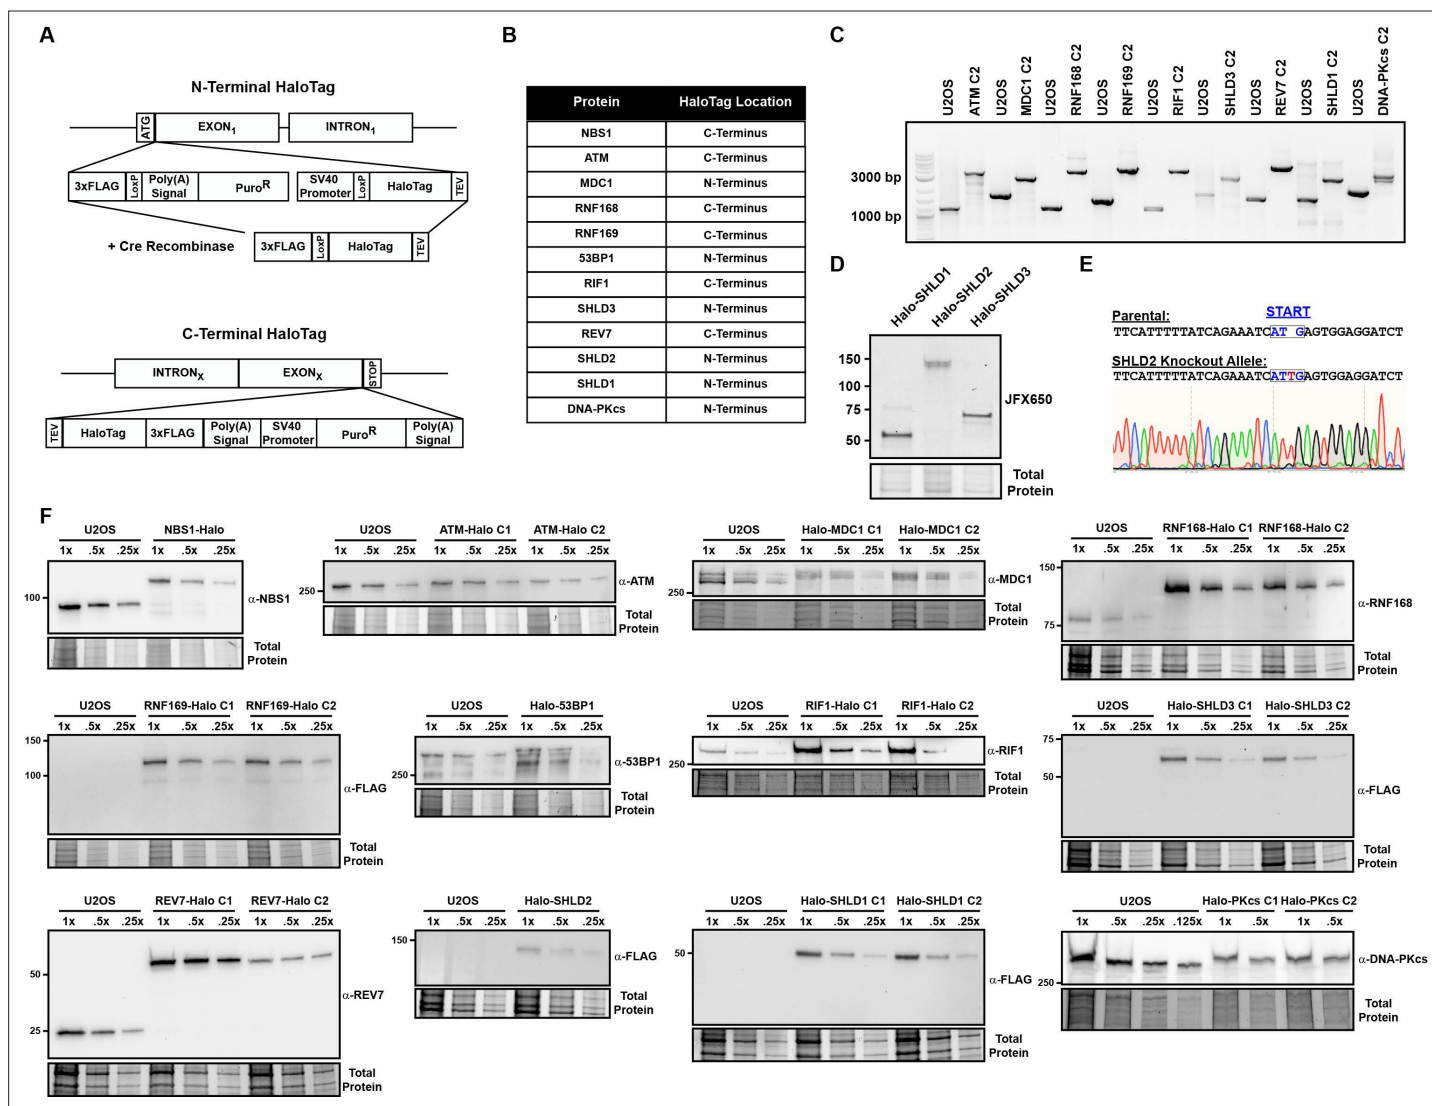 A
N-Terminal HaloTag
ATG
EXON1
INTRON1
3xFLAG
LoxP
Poly(A) Signal
PuroR
SV40 Promoter
LoxP
HaloTag
TEV
+ Cre Recombinase
3xFLAG
LoxP
HaloTag
TEV
C-Terminal HaloTag
INTRONX
EXONX
STOP
TEV
HaloTag
3xFLAG
Poly(A) Signal
SV40 Promoter
PuroR
Poly(A) Signal
B
Protein HaloTag Location
NBS1 C-Terminus
ATM C-Terminus
MDC1 N-Terminus
RNF168 C-Terminus
RNF169 C-Terminus
53BP1 N-Terminus
RIF1 C-Terminus
SHLD3 N-Terminus
REV7 C-Terminus
SHLD2 N-Terminus
SHLD1 N-Terminus
DNA-PKcs N-Terminus
C
U2OS
ATM C2
U2OS
MDC1 C2
U2OS
RNF168 C2
U2OS
RNF169 C2
U2OS
RIF1 C2
U2OS
SHLD3 C2
U2OS
REV7 C2
U2OS
SHLD1 C2
U2OS
DNA-PKcs C2
3000 bp
1000 bp
D
Halo-SHLD1
Halo-SHLD2
Halo-SHLD3
150
100
75
50
JFX650
Total Protein
E
Parental:
START
TTCATTTTTATCAGAAATCAT GAGTGGAGGATCT
SHLD2 Knockout Allele:
TTCATTTTTATCAGAAATCATTGAGTGGAGGATCT
F
U2OS NBS1-Halo
1x .5x .25x 1x .5x .25x
100
α-NBS1
Total Protein
U2OS ATM-Halo C1 ATM-Halo C2
1x .5x .25x 1x .5x .25x 1x .5x .25x
250
α-ATM
Total Protein
U2OS Halo-MDC1 C1 Halo-MDC1 C2
1x .5x .25x 1x .5x .25x 1x .5x .25x
250
α-MDC1
Total Protein
U2OS RNF168-Halo C1 RNF168-Halo C2
1x .5x .25x 1x .5x .25x 1x .5x .25x
150
75
α-RNF168
Total Protein
U2OS RNF169-Halo C1 RNF169-Halo C2
1x .5x .25x 1x .5x .25x 1x .5x .25x
150
100
α-FLAG
Total Protein
U2OS Halo-53BP1
1x .5x .25x 1x .5x .25x
250
α-53BP1
Total Protein
U2OS RIF1-Halo C1 RIF1-Halo C2
1x .5x .25x 1x .5x .25x 1x .5x .25x
250
α-RIF1
Total Protein
U2OS Halo-SHLD3 C1 Halo-SHLD3 C2
1x .5x .25x 1x .5x .25x 1x .5x .25x
75
50
α-FLAG
Total Protein
U2OS REV7-Halo C1 REV7-Halo C2
1x .5x .25x 1x .5x .25x 1x .5x .25x
50
25
α-REV7
Total Protein
U2OS Halo-SHLD2
1x .5x .25x 1x .5x .25x
150
α-FLAG
Total Protein
U2OS Halo-SHLD1 C1 Halo-SHLD1 C2
1x .5x .25x 1x .5x .25x 1x .5x .25x
50
α-FLAG
Total Protein
U2OS Halo-PKcs C1 Halo-PKcs C2
1x .5x .25x .125x 1x .5x 1x .5x
250
α-DNA-PKcs
Total Protein